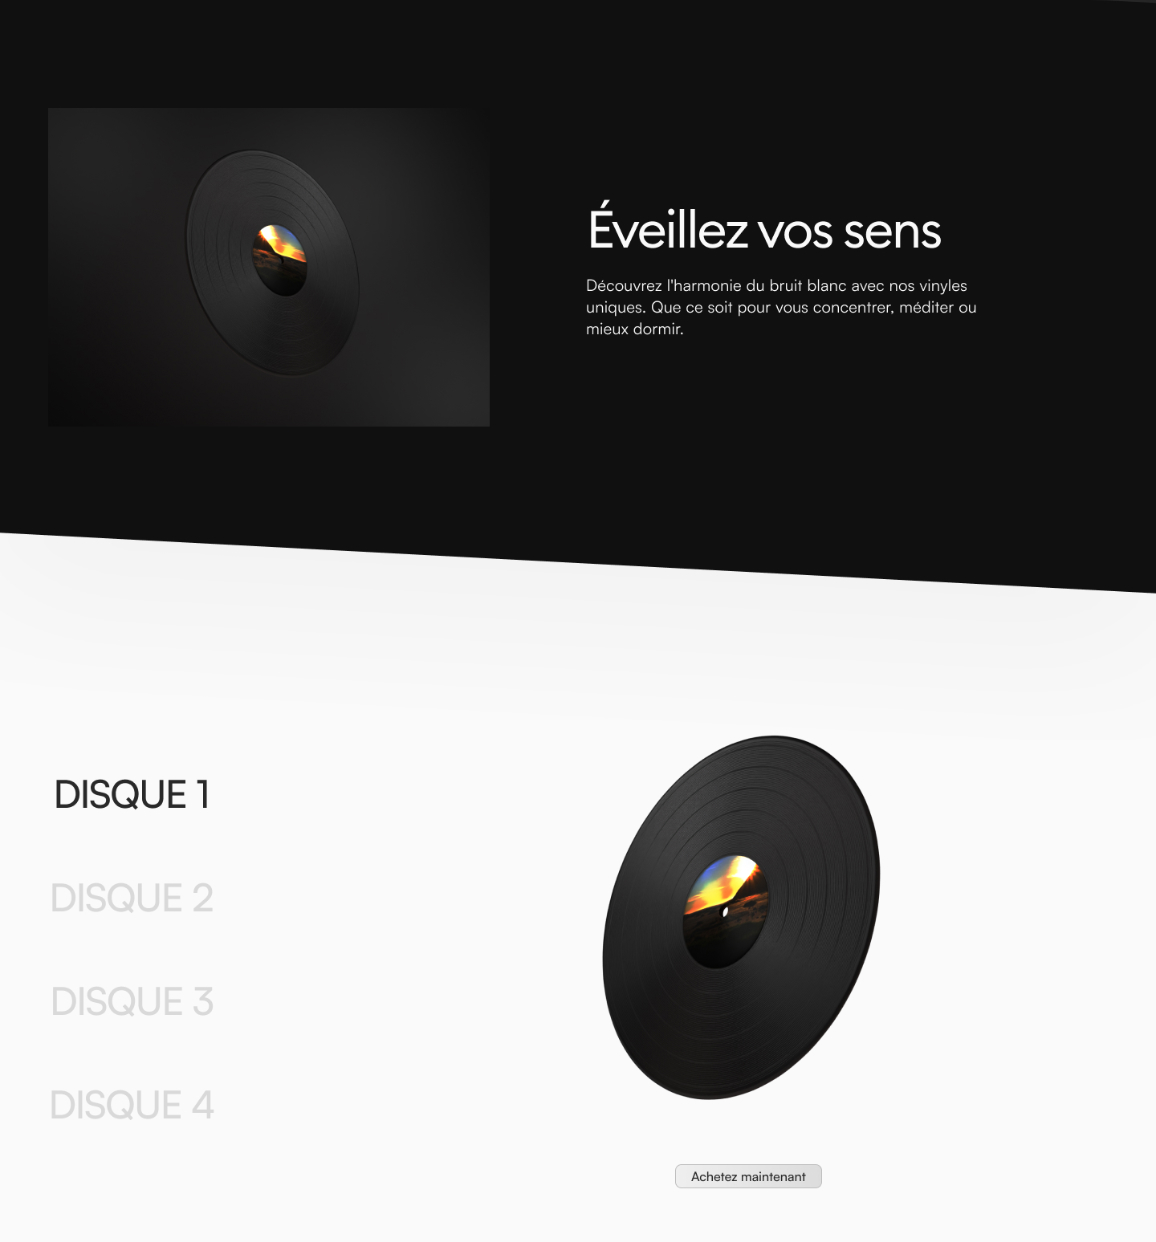 Éveillez vos sens
Découvrez l'harmonie du bruit blanc avec nos vinyles
uniques. Que ce soit pour vous concentrer, méditer ou
mieux dormir.
DISQUE 1
DISQUE 2
DISQUE 3
DISQUE 4
Achetez maintenant